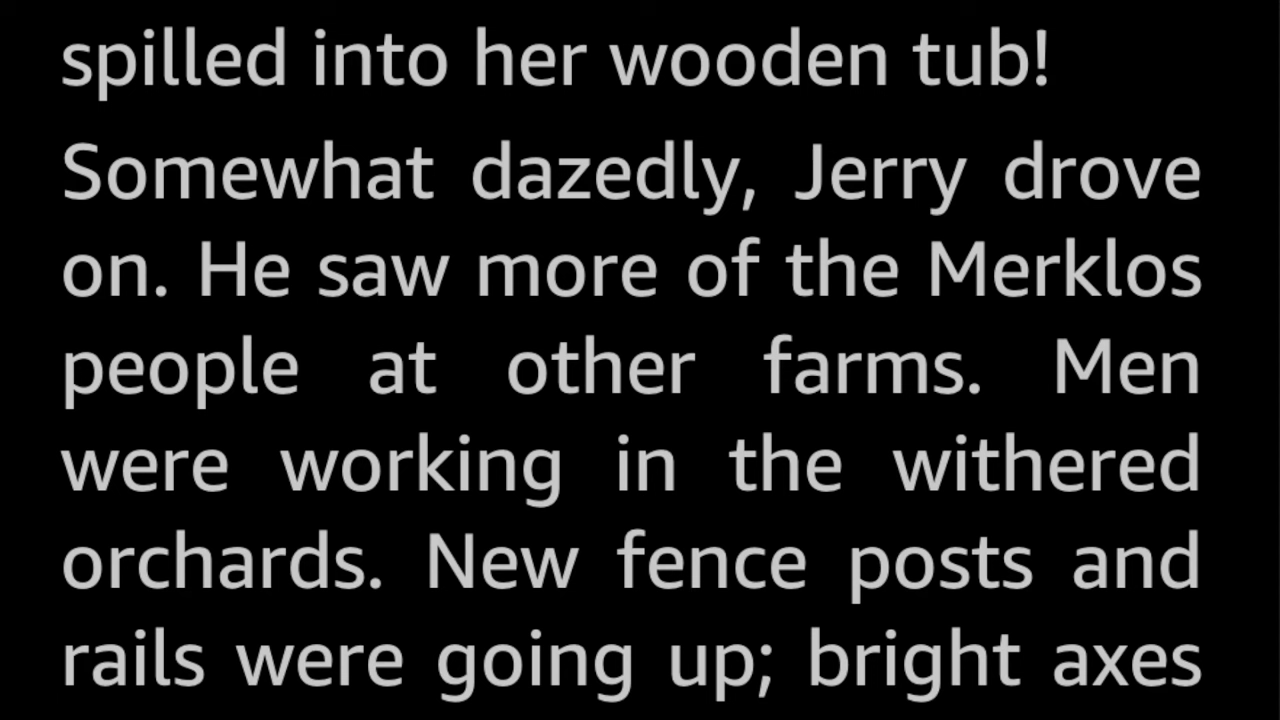 spilled into her wooden tub!
Somewhat dazedly, Jerry drove
on. He saw more of the Merklos
people at other farms. Men
were working in the withered
orchards. New fence posts and
rails were going up; bright axes